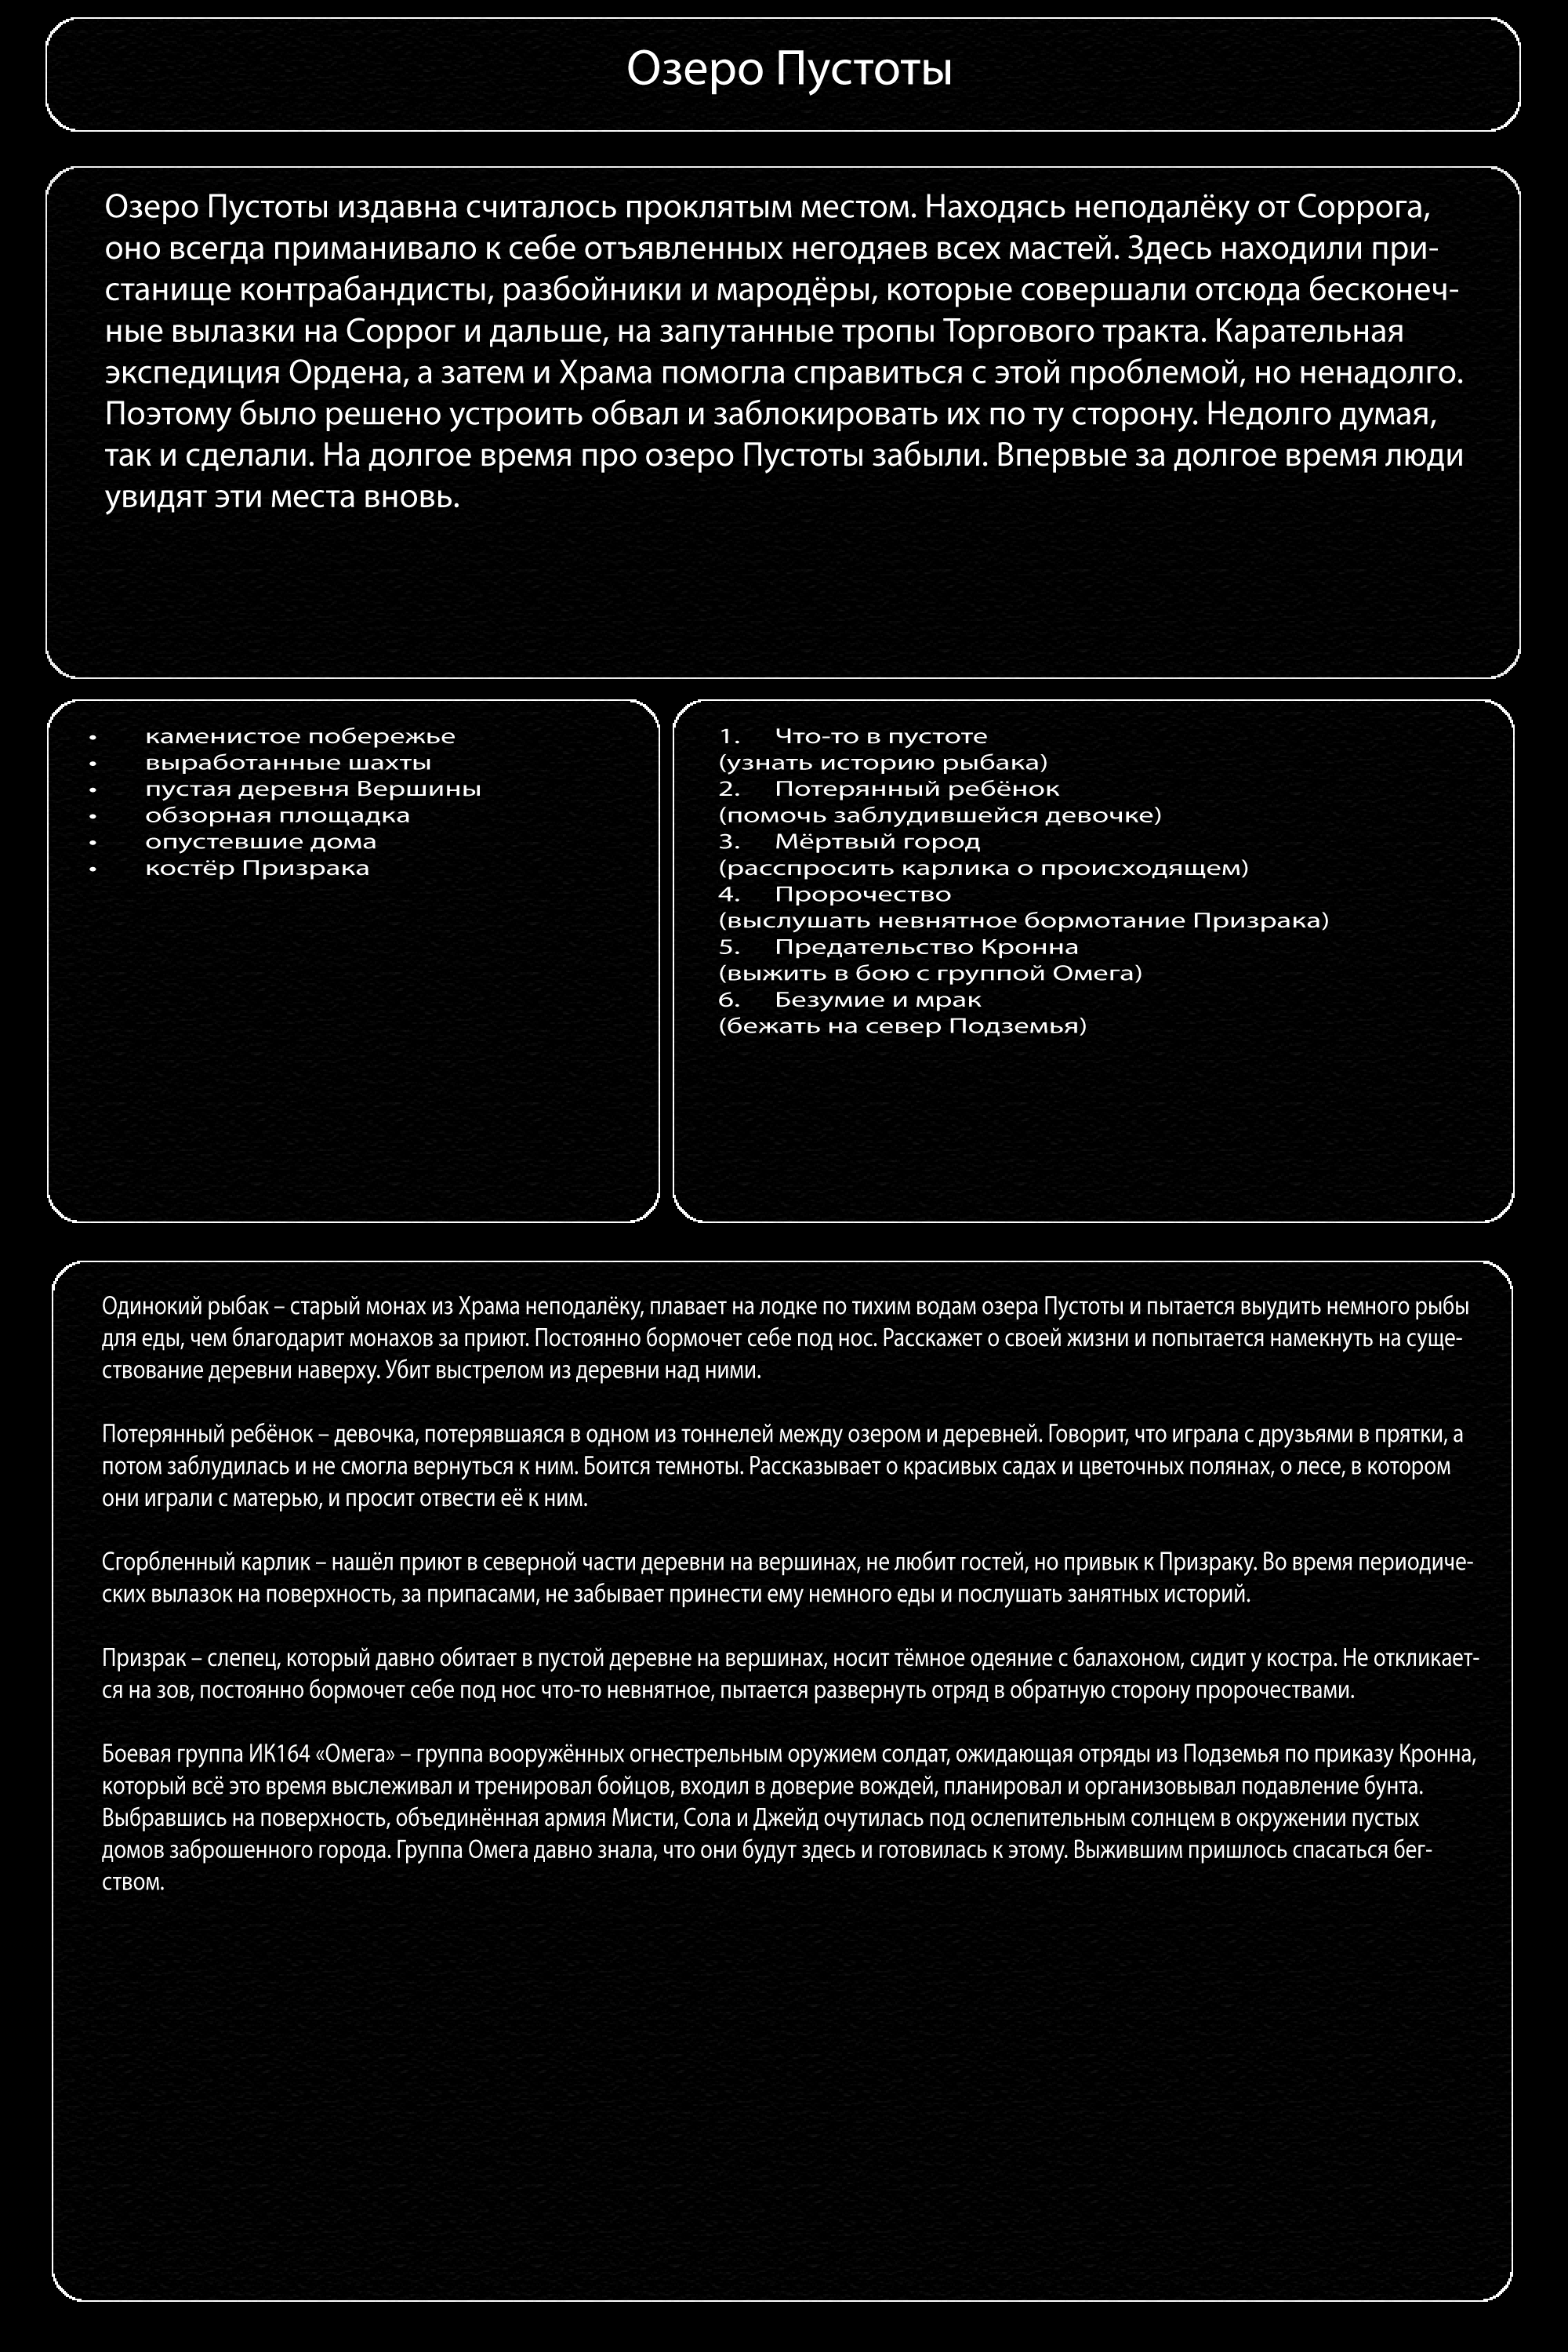 Озеро Пустоты
Озеро Пустоты издавна считалось проклятым местом. Находясь неподалёку от Соррога,
оно всегда приманивало к себе отъявленных негодяев всех мастей. Здесь находили при-
станище контрабандисты, разбойники и мародёры, которые совершали отсюда бесконеч-
ные вылазки на Соррог и дальше, на запутанные тропы Торгового тракта. Карательная
экспедиция Ордена, а затем и Храма помогла справиться с этой проблемой, но ненадолго.
Поэтому было решено устроить обвал и заблокировать их по ту сторону. Недолго думая,
так и сделали. На долгое время про озеро Пустоты забыли. Впервые за долгое время люди
увидят эти места вновь.
• каменистое побережье
• выработанные шахты
• пустая деревня Вершины
• обзорная площадка
• опустевшие дома
• костёр Призрака
1. Что-то в пустоте
(узнать историю рыбака)
2. Потерянный ребёнок
(помочь заблудившейся девочке)
3. Мёртвый город
(расспросить карлика о происходящем)
4. Пророчество
(выслушать невнятное бормотание Призрака)
5. Предательство Кронна
(выжить в бою с группой Омега)
6. Безумие и мрак
(бежать на север Подземья)
Одинокий рыбак – старый монах из Храма неподалёку, плавает на лодке по тихим водам озера Пустоты и пытается выудить немного рыбы
для еды, чем благодарит монахов за приют. Постоянно бормочет себе под нос. Расскажет о своей жизни и попытается намекнуть на суще-
ствование деревни наверху. Убит выстрелом из деревни над ними.
Потерянный ребёнок – девочка, потерявшаяся в одном из тоннелей между озером и деревней. Говорит, что играла с друзьями в прятки, а
потом заблудилась и не смогла вернуться к ним. Боится темноты. Рассказывает о красивых садах и цветочных полянах, о лесе, в котором
они играли с матерью, и просит отвести её к ним.
Сгорбленный карлик – нашёл приют в северной части деревни на вершинах, не любит гостей, но привык к Призраку. Во время периодиче-
ских вылазок на поверхность, за припасами, не забывает принести ему немного еды и послушать занятных историй.
Призрак – слепец, который давно обитает в пустой деревне на вершинах, носит тёмное одеяние с балахоном, сидит у костра. Не откликает-
ся на зов, постоянно бормочет себе под нос что-то невнятное, пытается развернуть отряд в обратную сторону пророчествами.
Боевая группа ИК164 «Омега» – группа вооружённых огнестрельным оружием солдат, ожидающая отряды из Подземья по приказу Кронна,
который всё это время выслеживал и тренировал бойцов, входил в доверие вождей, планировал и организовывал подавление бунта.
Выбравшись на поверхность, объединённая армия Мисти, Сола и Джейд очутилась под ослепительным солнцем в окружении пустых
домов заброшенного города. Группа Омега давно знала, что они будут здесь и готовилась к этому. Выжившим пришлось спасаться бег-
ством.